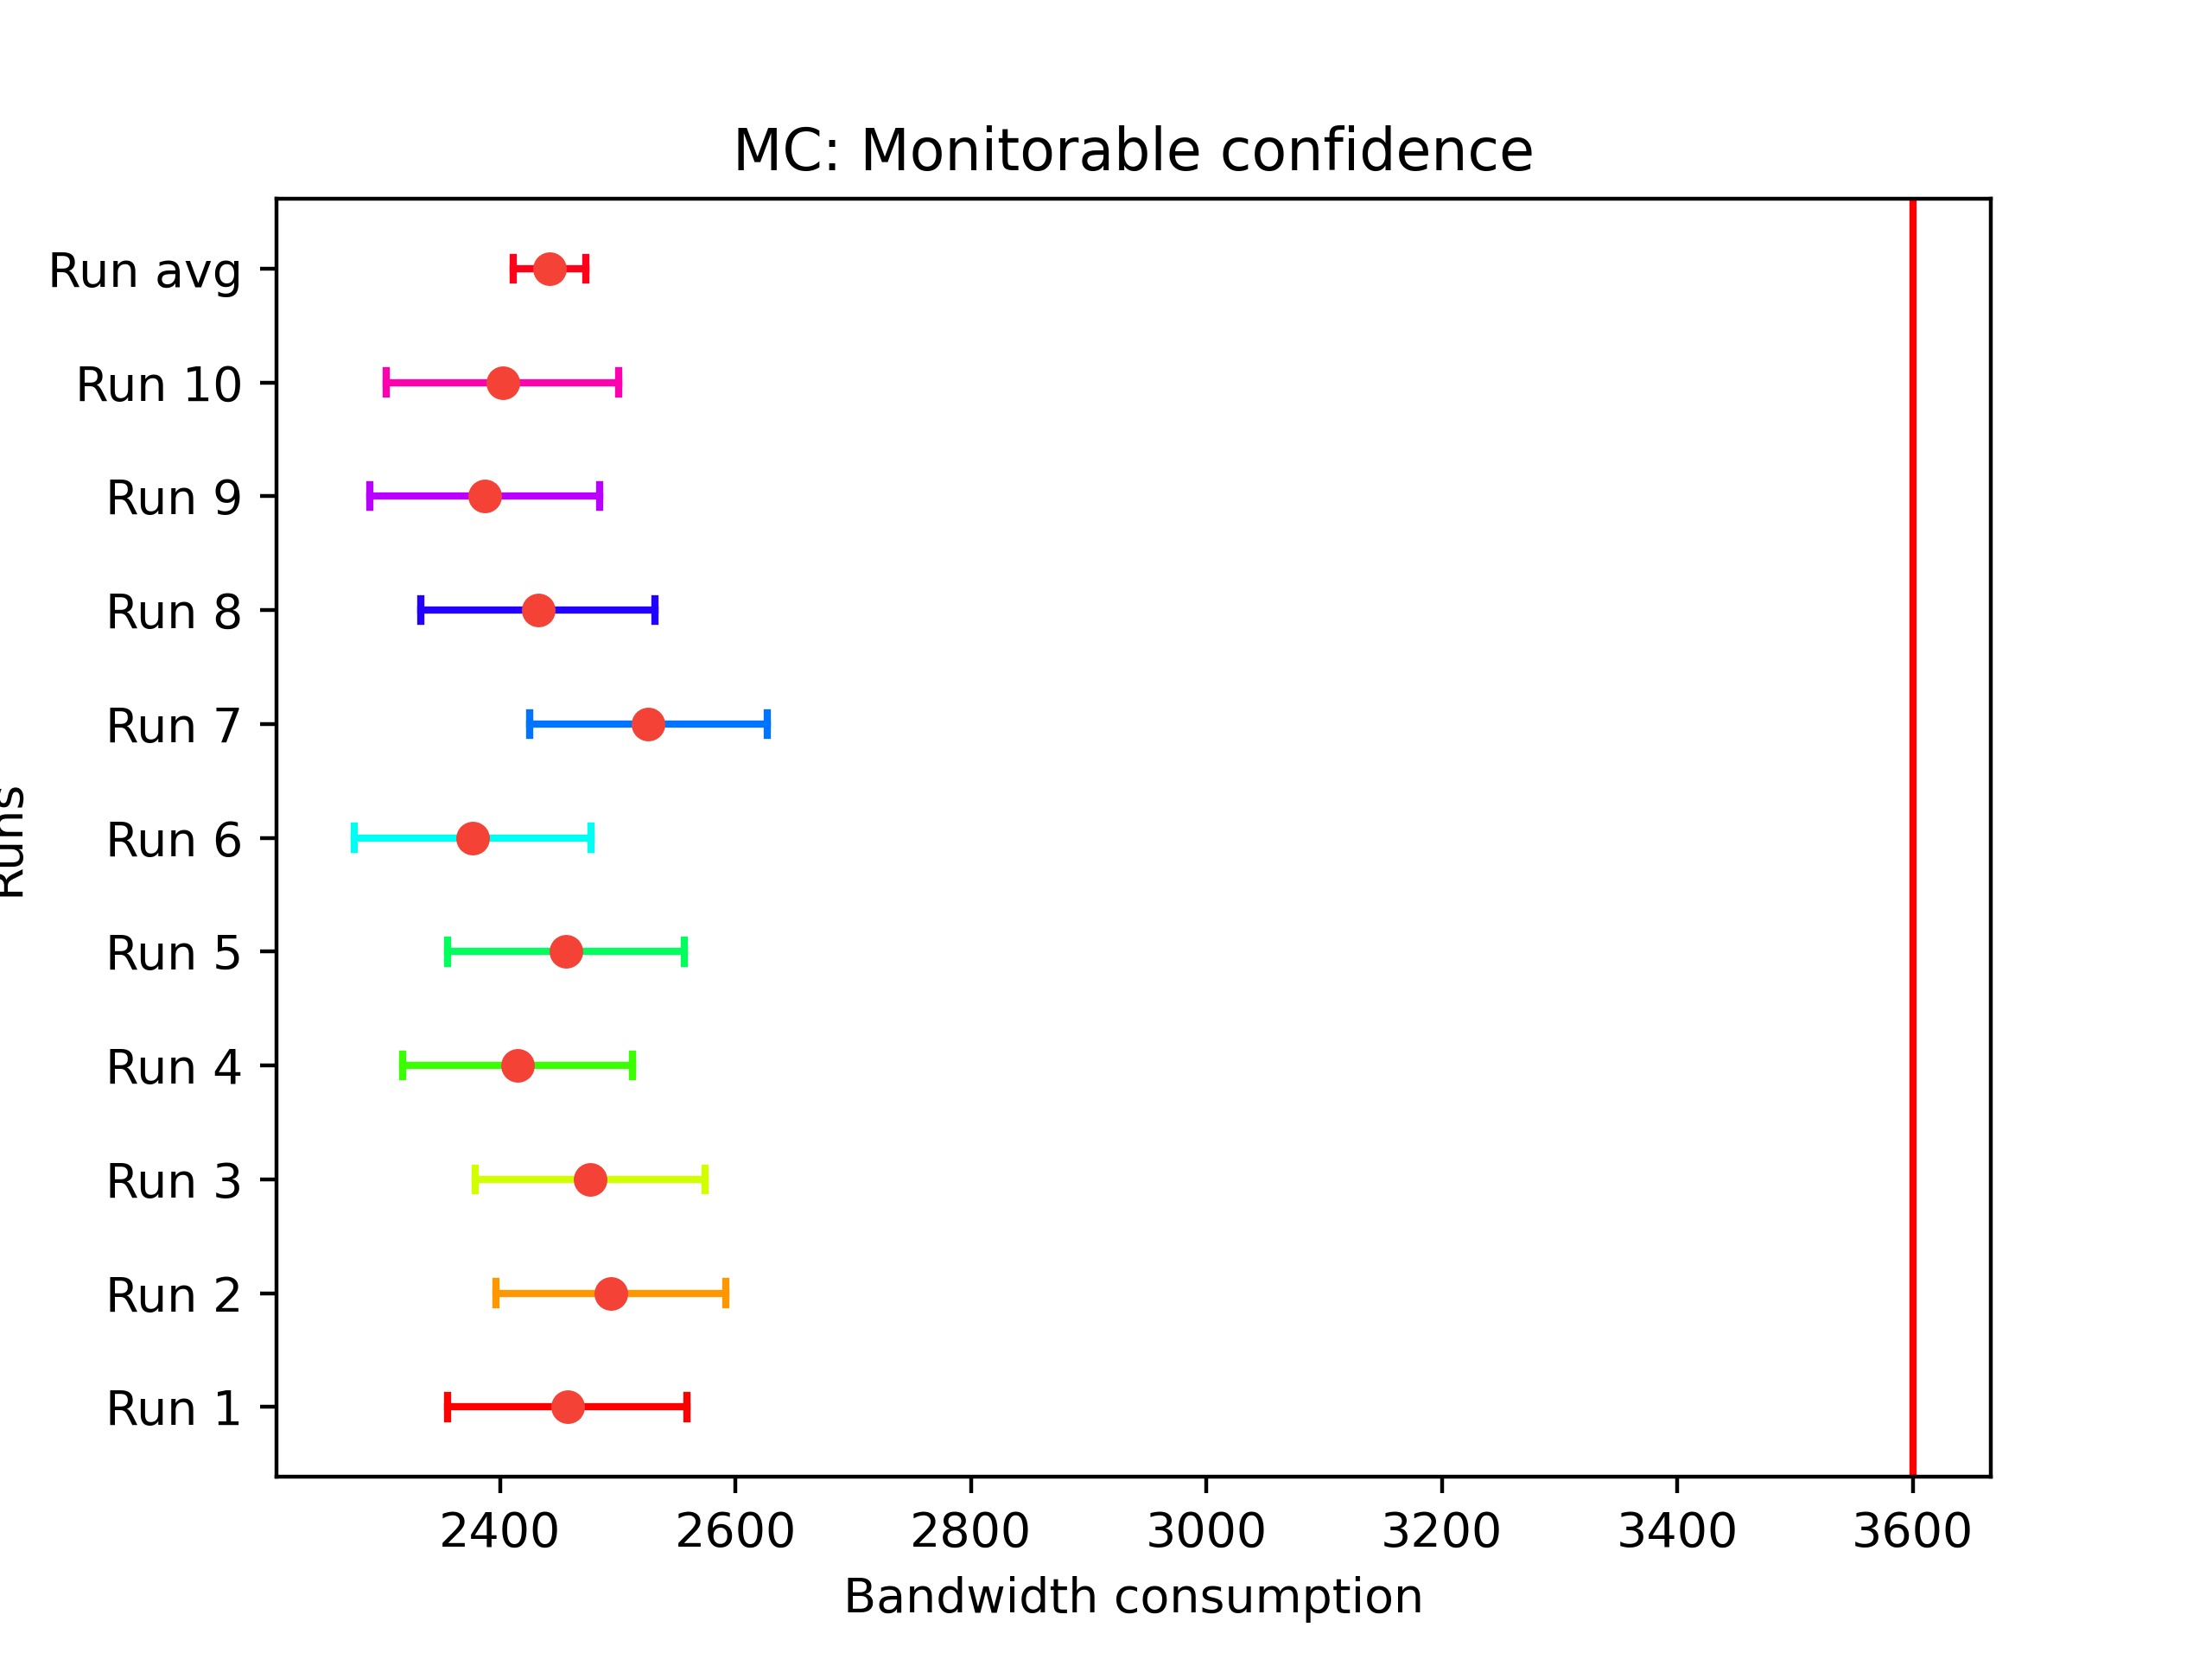 MC: Monitorable confidence
Run avg
Run 10
Run 9
Run 8
Run 7
Run 6
Run 5
Run 4
Run 3
Run 2
Run 1
Runs
2400 2600 2800 3000 3200 3400 3600
Bandwidth consumption